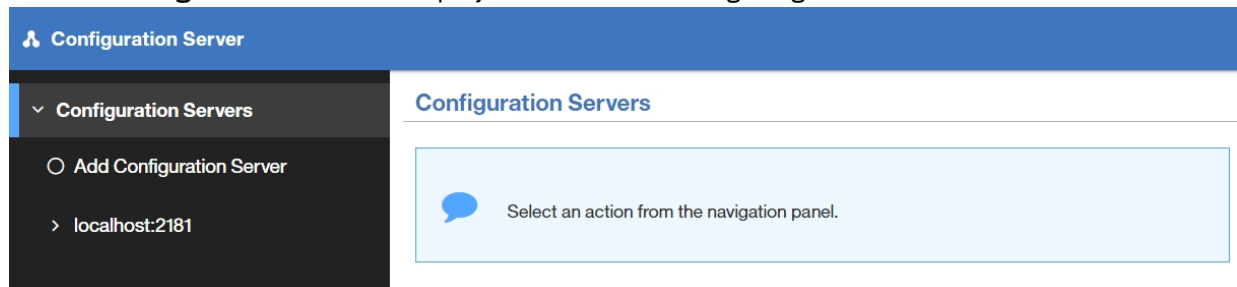 Configuration Server
Configuration Servers
Add Configuration Server
localhost:2181
Configuration Servers
Select an action from the navigation panel.